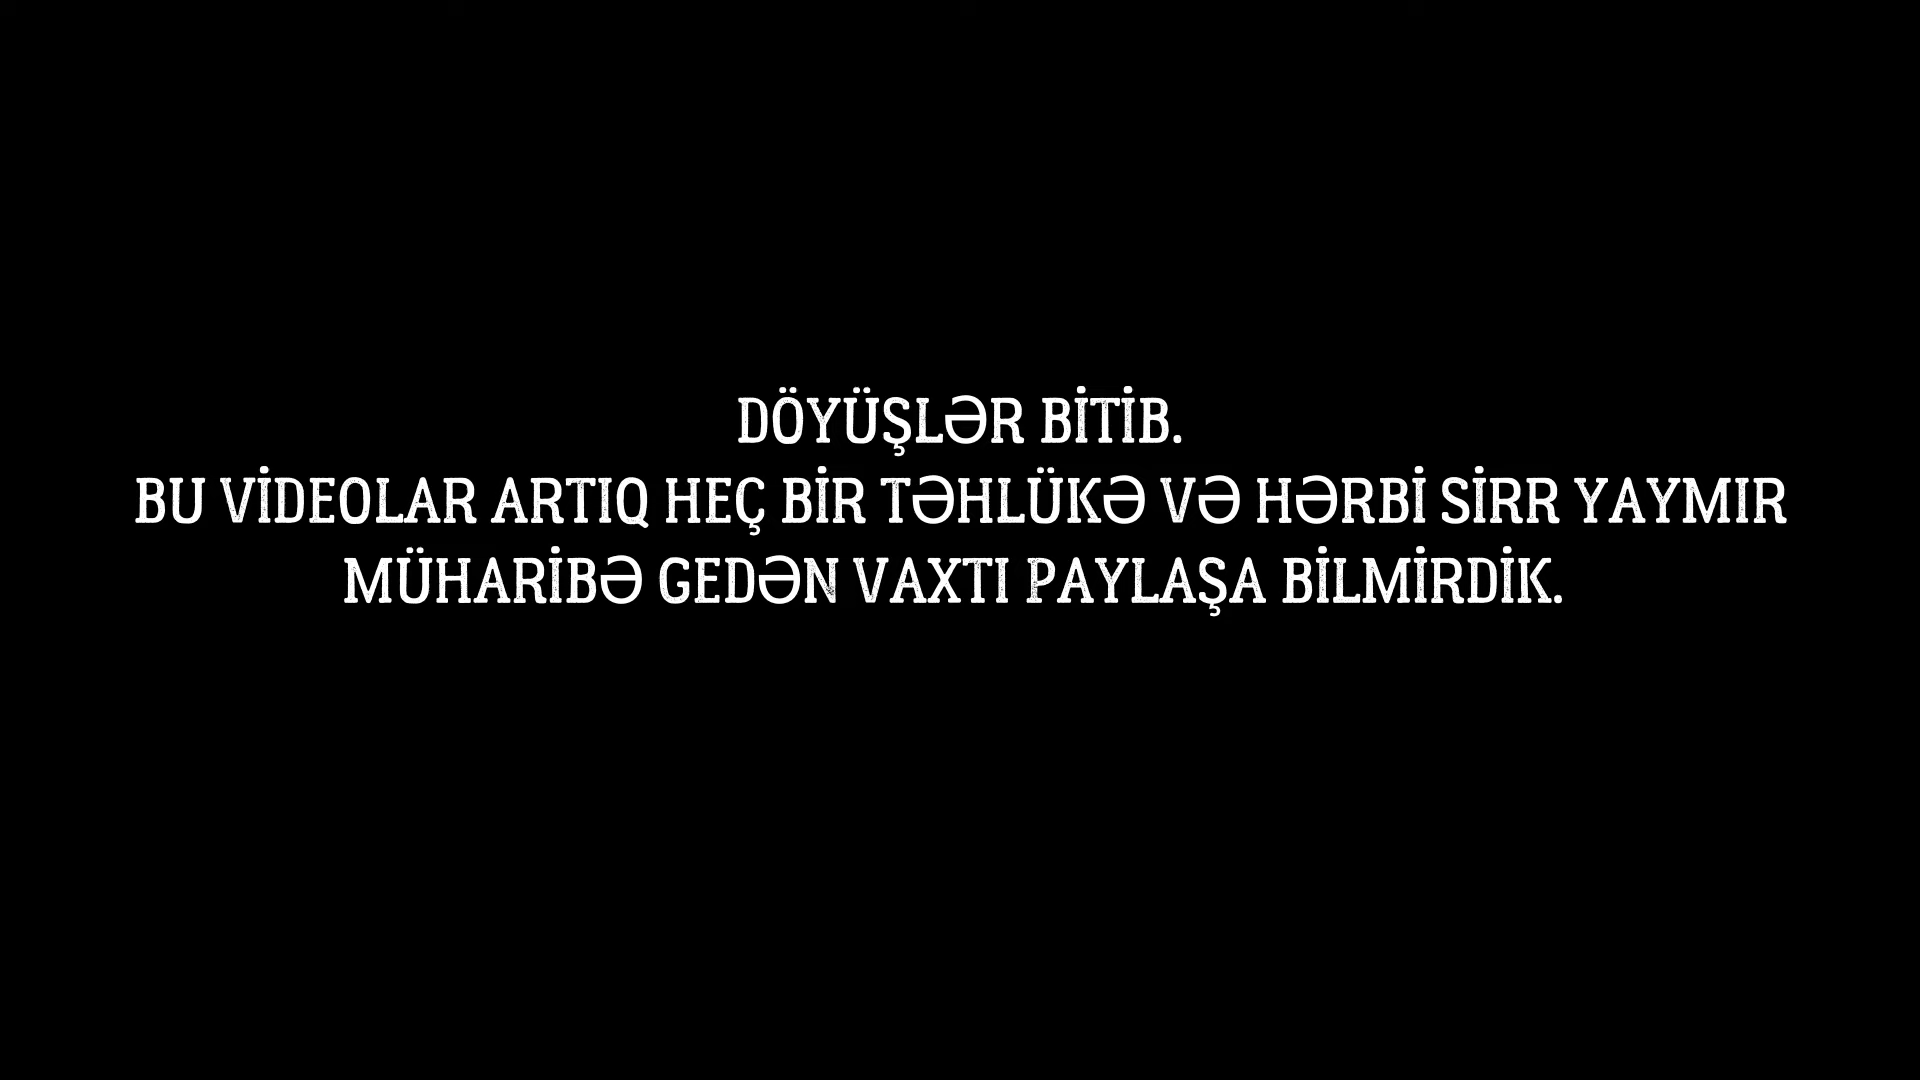 DÖYÜŞLƏR BİTİB.
BU VİDEOLAR ARTIQ HEÇ BİR TƏHLÜKƏ VƏ HƏRBİ SİRR YAYMIR
MÜHARİBƏ GEDƏN VAXTI PAYLAŞA BİLMİRDİK.